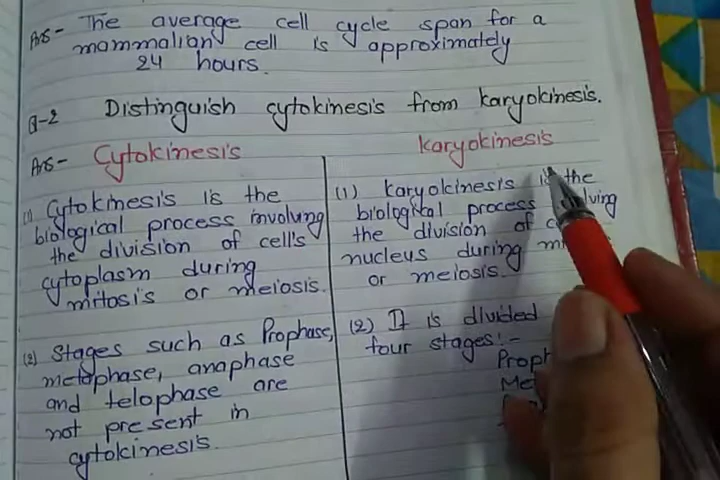 Ans- The average cell cycle span for a
mammalian cell is approximately
24 hours.
Q-2 Distinguish cytokinesis from karyokinesis.
Ans- Cytokinesis
(1) Cytokinesis is the
biological process involving
the division of cell's
cytoplasm during
mitosis or meiosis.
(2) Stages such as Prophase,
metaphase, anaphase
and telophase are
not present in
cytokinesis.
Karyokinesis
(1) karyokinesis is the
biological process
the division of
nucleus during
or meiosis.
(2) It is divided
four stages:-